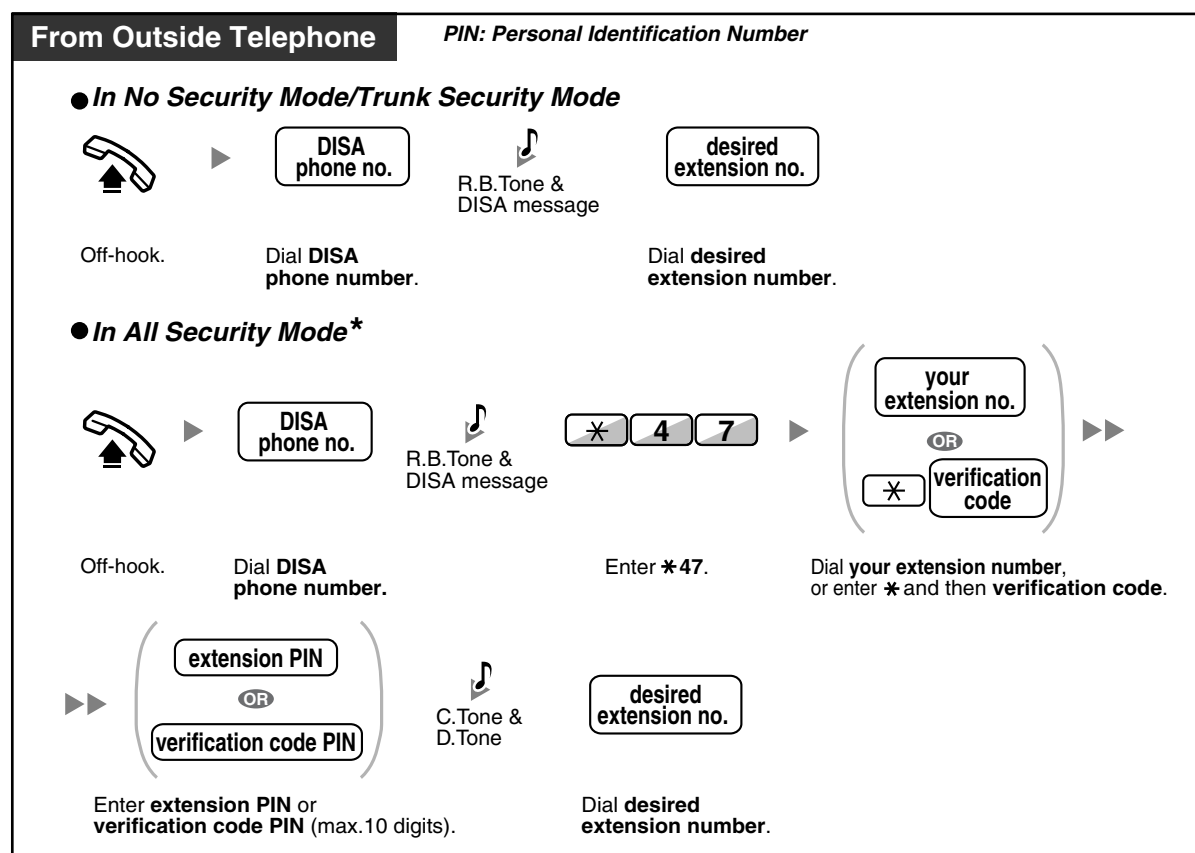 From Outside Telephone
PIN: Personal Identification Number
● In No Security Mode/Trunk Security Mode
DISA
phone no.
R.B.Tone &
DISA message
desired
extension no.
Off-hook.
Dial DISA
phone number.
Dial desired
extension number.
● In All Security Mode*
DISA
phone no.
R.B.Tone &
DISA message
* 4 7
your
extension no.
OR
* verification
code
Off-hook.
Dial DISA
phone number.
Enter *47.
Dial your extension number,
or enter * and then verification code.
extension PIN
OR
verification code PIN
C.Tone &
D.Tone
desired
extension no.
Enter extension PIN or
verification code PIN (max.10 digits).
Dial desired
extension number.